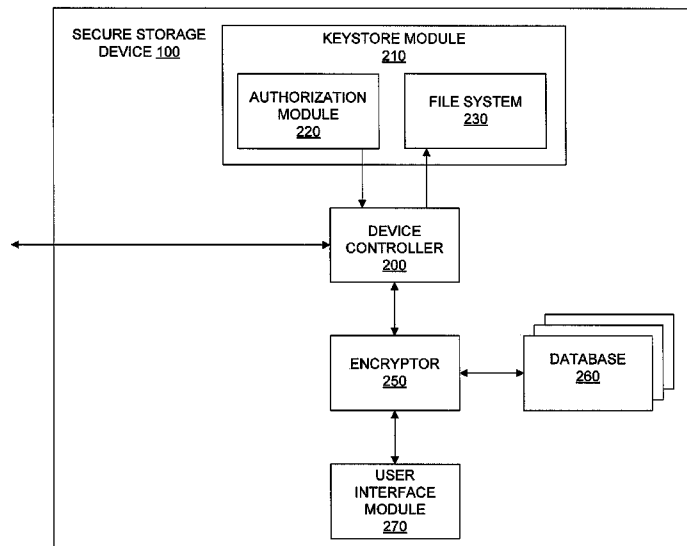 SECURE STORAGE
DEVICE 100
KEYSTORE MODULE
210
AUTHORIZATION
MODULE
220
FILE SYSTEM
230
DEVICE
CONTROLLER
200
ENCRYPTOR
250
DATABASE
260
USER
INTERFACE
MODULE
270